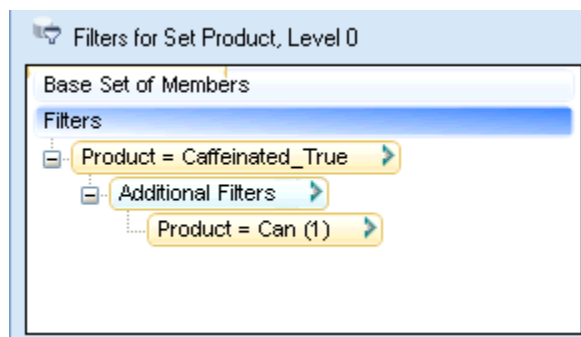 Filters for Set Product, Level 0
Base Set of Members
Filters
Product = Caffeinated_True
Additional Filters
Product = Can (1)